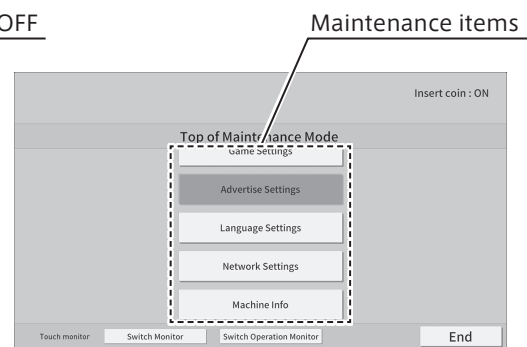 OFF
Maintenance items
Insert coin : ON
Top of Maintenance Mode
Game Settings
Advertise Settings
Language Settings
Network Settings
Machine Info
Touch monitor
Switch Monitor
Switch Operation Monitor
End